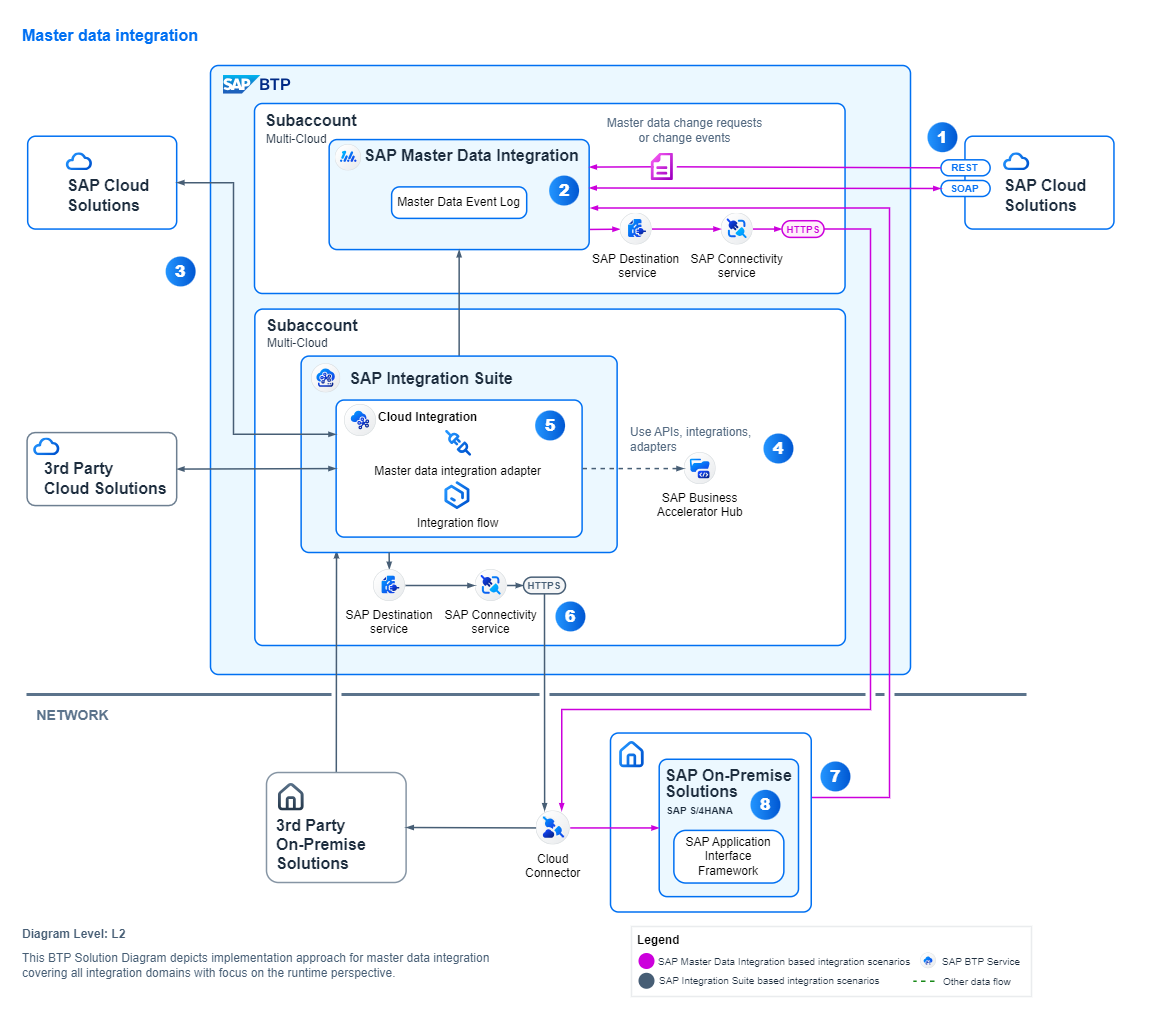 Master data integration
SAP BTP
Subaccount
Multi-Cloud
Master data change requests
or change events
1
SAP Cloud
Solutions
SAP Master Data Integration
2
Master Data Event Log
REST
SOAP
SAP Cloud
Solutions
HTTPS
SAP Destination
service
SAP Connectivity
service
3
Subaccount
Multi-Cloud
SAP Integration Suite
Cloud Integration
5
Master data integration adapter
Integration flow
Use APIs, integrations,
adapters
4
SAP Business
Accelerator Hub
3rd Party
Cloud Solutions
HTTPS
SAP Destination
service
SAP Connectivity
service
6
NETWORK
3rd Party
On-Premise
Solutions
Cloud
Connector
SAP On-Premise
Solutions
SAP S/4HANA
7
8
SAP Application
Interface
Framework
Diagram Level: L2
This BTP Solution Diagram depicts implementation approach for master data integration
covering all integration domains with focus on the runtime perspective.
Legend
SAP Master Data Integration based integration scenarios
SAP BTP Service
SAP Integration Suite based integration scenarios
Other data flow